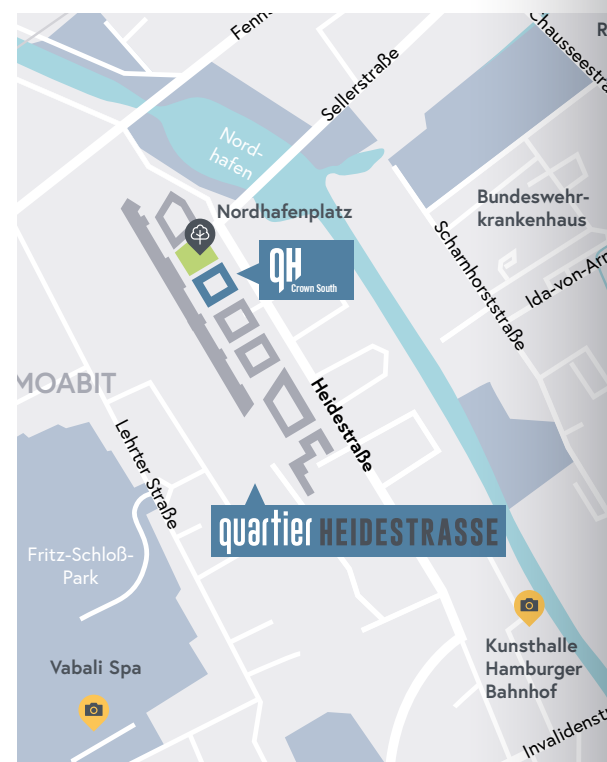 Fenn
Chausseestra
R
Sellerstraße
Nord-
hafen
Nordhafenplatz
Bundeswehr-
krankenhaus
Scharnhorststraße
Ida-von-Arn
QH
Crown South
MOABIT
Heidestraße
Lehrter Straße
quartier HEIDESTRASSE
Fritz-Schloß-
Park
Vabali Spa
Kunsthalle
Hamburger
Bahnhof
Invalidenst